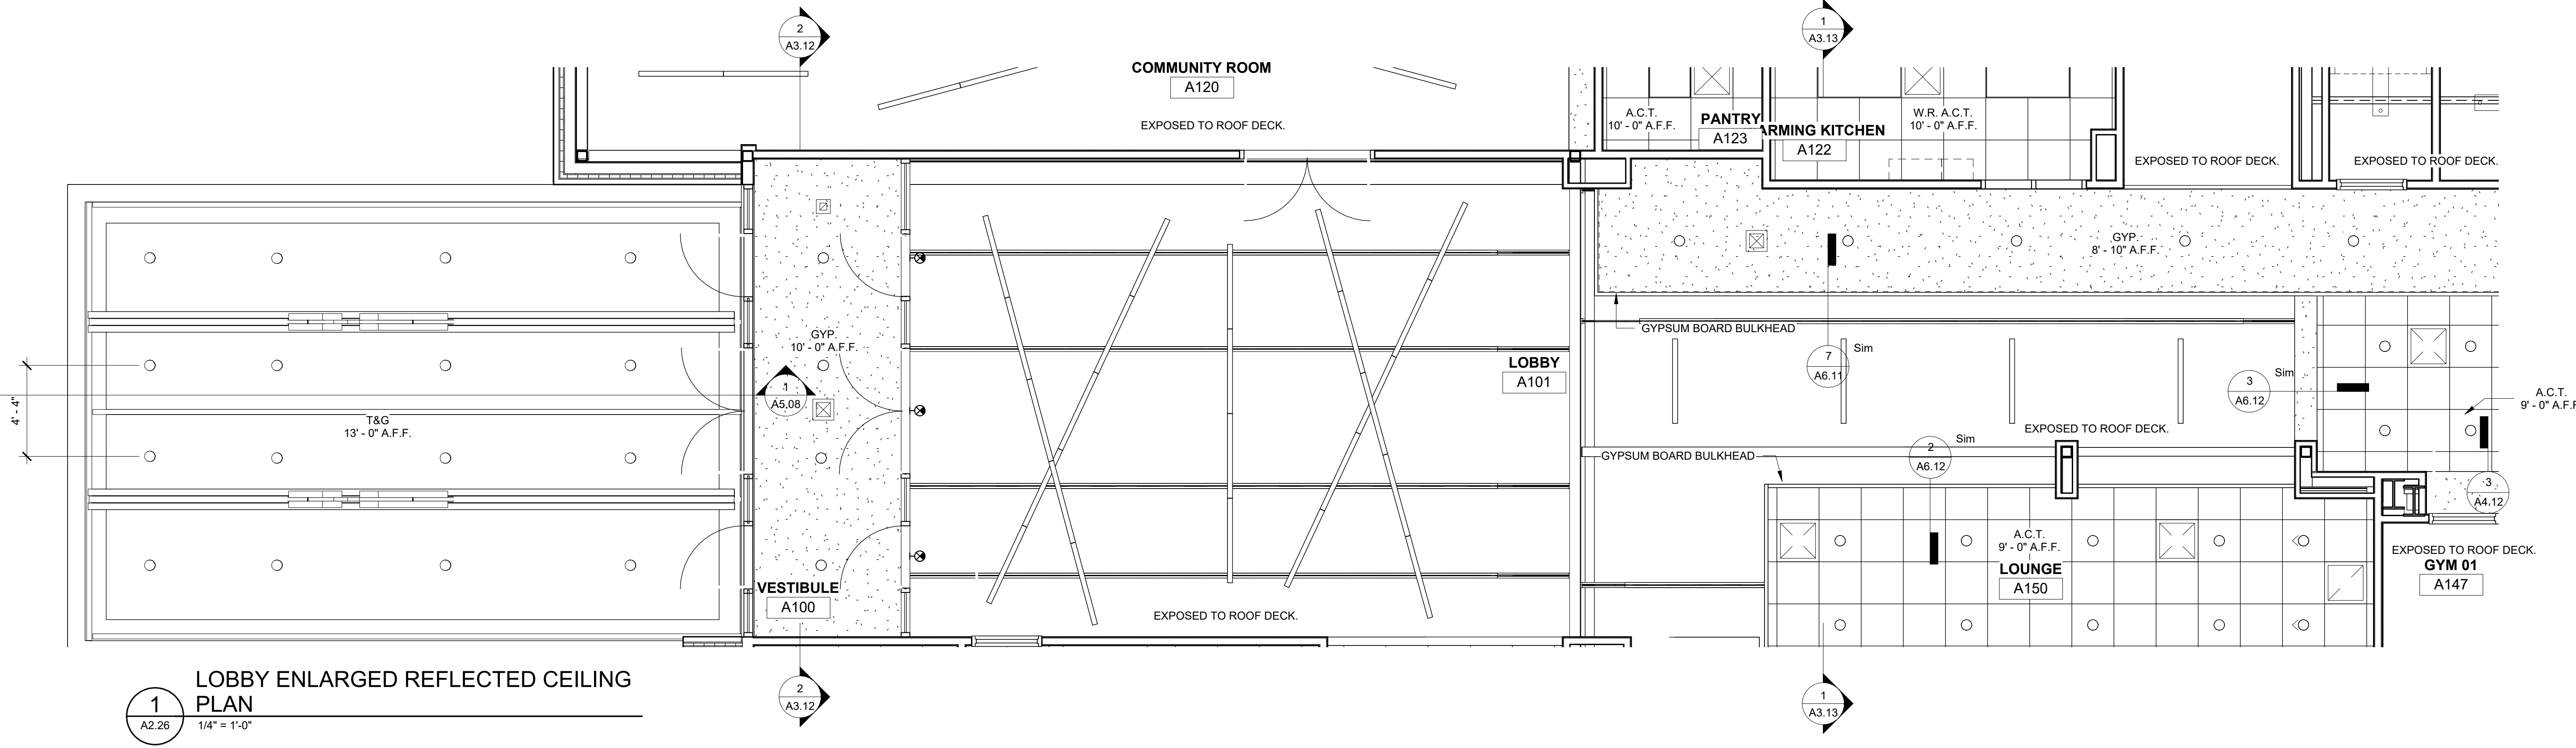 2
A3.12
1
A3.13
COMMUNITY ROOM
A120
EXPOSED TO ROOF DECK.
A.C.T.
10' - 0" A.F.F.
PANTRY
A123
ARMING KITCHEN
A122
W.R. A.C.T.
10' - 0" A.F.F.
EXPOSED TO ROOF DECK.
EXPOSED TO ROOF DECK.
GYP.
8' - 10" A.F.F.
GYPSUM BOARD BULKHEAD
GYP.
10' - 0" A.F.F.
LOBBY
A101
7
A6.11
Sim
3
A6.12
Sim
1
A5.08
A.C.T.
9' - 0" A.F.F
4' - 4"
T&G
13' - 0" A.F.F.
EXPOSED TO ROOF DECK.
2
A6.12
Sim
GYPSUM BOARD BULKHEAD
3
A4.12
A.C.T.
9' - 0" A.F.F.
LOUNGE
A150
EXPOSED TO ROOF DECK.
GYM 01
A147
VESTIBULE
A100
EXPOSED TO ROOF DECK.
LOBBY ENLARGED REFLECTED CEILING
PLAN
1
A2.26
1/4" = 1'-0"
2
A3.12
1
A3.13